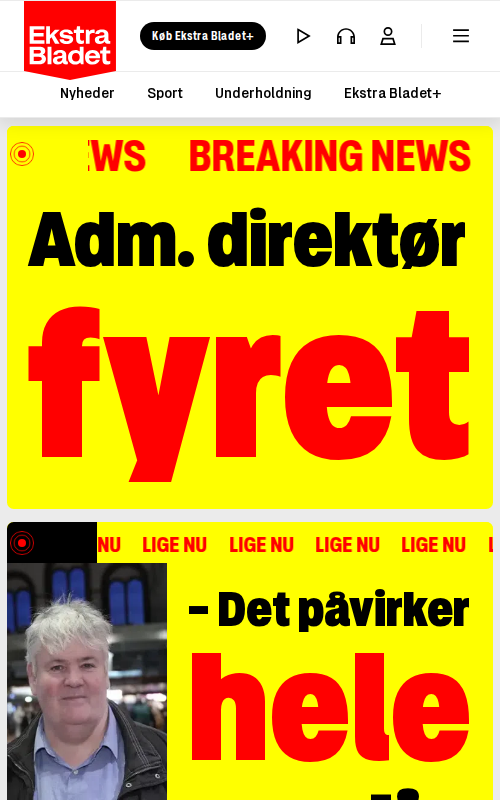 Ekstra
Bladet
Køb Ekstra Bladet+
Nyheder Sport Underholdning Ekstra Bladet+
EWS BREAKING NEWS
Adm. direktør
fyret
NU LIGE NU LIGE NU LIGE NU LIGE NU
– Det påvirker
hele